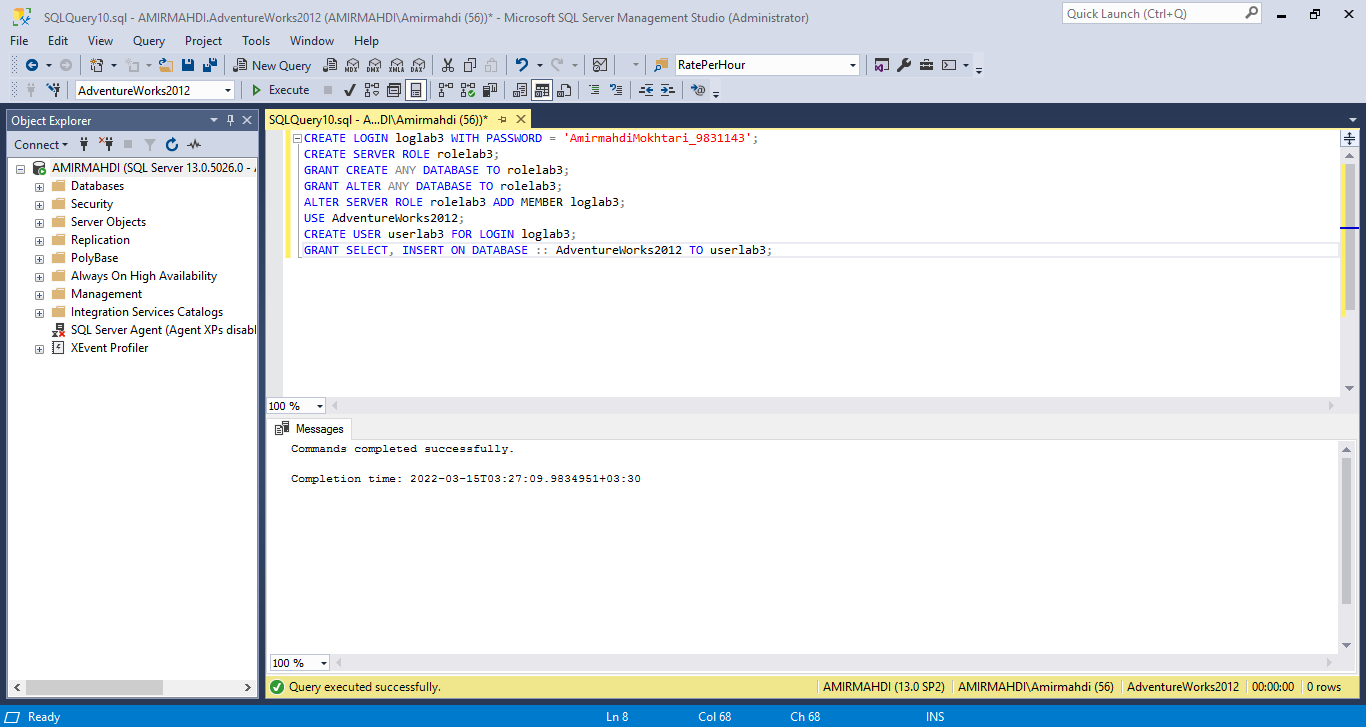 SQLQuery10.sql - AMIRMAHDI.AdventureWorks2012 (AMIRMAHDI\Amirmahdi (56))* - Microsoft SQL Server Management Studio (Administrator)
Quick Launch (Ctrl+Q)
File Edit View Query Project Tools Window Help
New Query MDX DMX XMLA DAX RatePerHour
AdventureWorks2012 Execute
Object Explorer
SQLQuery10.sql - A...DI\Amirmahdi (56))*
Connect
AMIRMAHDI (SQL Server 13.0.5026.0 - A
Databases
Security
Server Objects
Replication
PolyBase
Always On High Availability
Management
Integration Services Catalogs
SQL Server Agent (Agent XPs disabl
XEvent Profiler
CREATE LOGIN loglab3 WITH PASSWORD = 'AmirmahdiMokhtari_9831143';
CREATE SERVER ROLE rolelab3;
GRANT CREATE ANY DATABASE TO rolelab3;
GRANT ALTER ANY DATABASE TO rolelab3;
ALTER SERVER ROLE rolelab3 ADD MEMBER loglab3;
USE AdventureWorks2012;
CREATE USER userlab3 FOR LOGIN loglab3;
GRANT SELECT, INSERT ON DATABASE :: AdventureWorks2012 TO userlab3;
100 %
Messages
Commands completed successfully.
Completion time: 2022-03-15T03:27:09.9834951+03:30
100 %
Query executed successfully. AMIRMAHDI (13.0 SP2) AMIRMAHDI\Amirmahdi (56) AdventureWorks2012 00:00:00 0 rows
Ready Ln 8 Col 68 Ch 68 INS